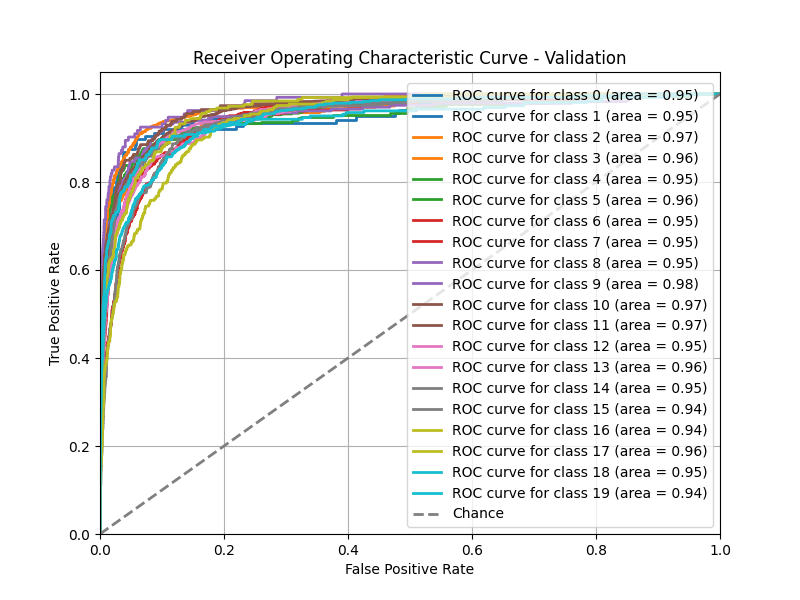 Receiver Operating Characteristic Curve - Validation
True Positive Rate
1.0
0.8
0.6
0.4
0.2
0.0
ROC curve for class 0 (area = 0.95)
ROC curve for class 1 (area = 0.95)
ROC curve for class 2 (area = 0.97)
ROC curve for class 3 (area = 0.96)
ROC curve for class 4 (area = 0.95)
ROC curve for class 5 (area = 0.96)
ROC curve for class 6 (area = 0.95)
ROC curve for class 7 (area = 0.95)
ROC curve for class 8 (area = 0.95)
ROC curve for class 9 (area = 0.98)
ROC curve for class 10 (area = 0.97)
ROC curve for class 11 (area = 0.97)
ROC curve for class 12 (area = 0.95)
ROC curve for class 13 (area = 0.96)
ROC curve for class 14 (area = 0.95)
ROC curve for class 15 (area = 0.94)
ROC curve for class 16 (area = 0.94)
ROC curve for class 17 (area = 0.96)
ROC curve for class 18 (area = 0.95)
ROC curve for class 19 (area = 0.94)
Chance
0.0 0.2 0.4 0.6 0.8 1.0
False Positive Rate